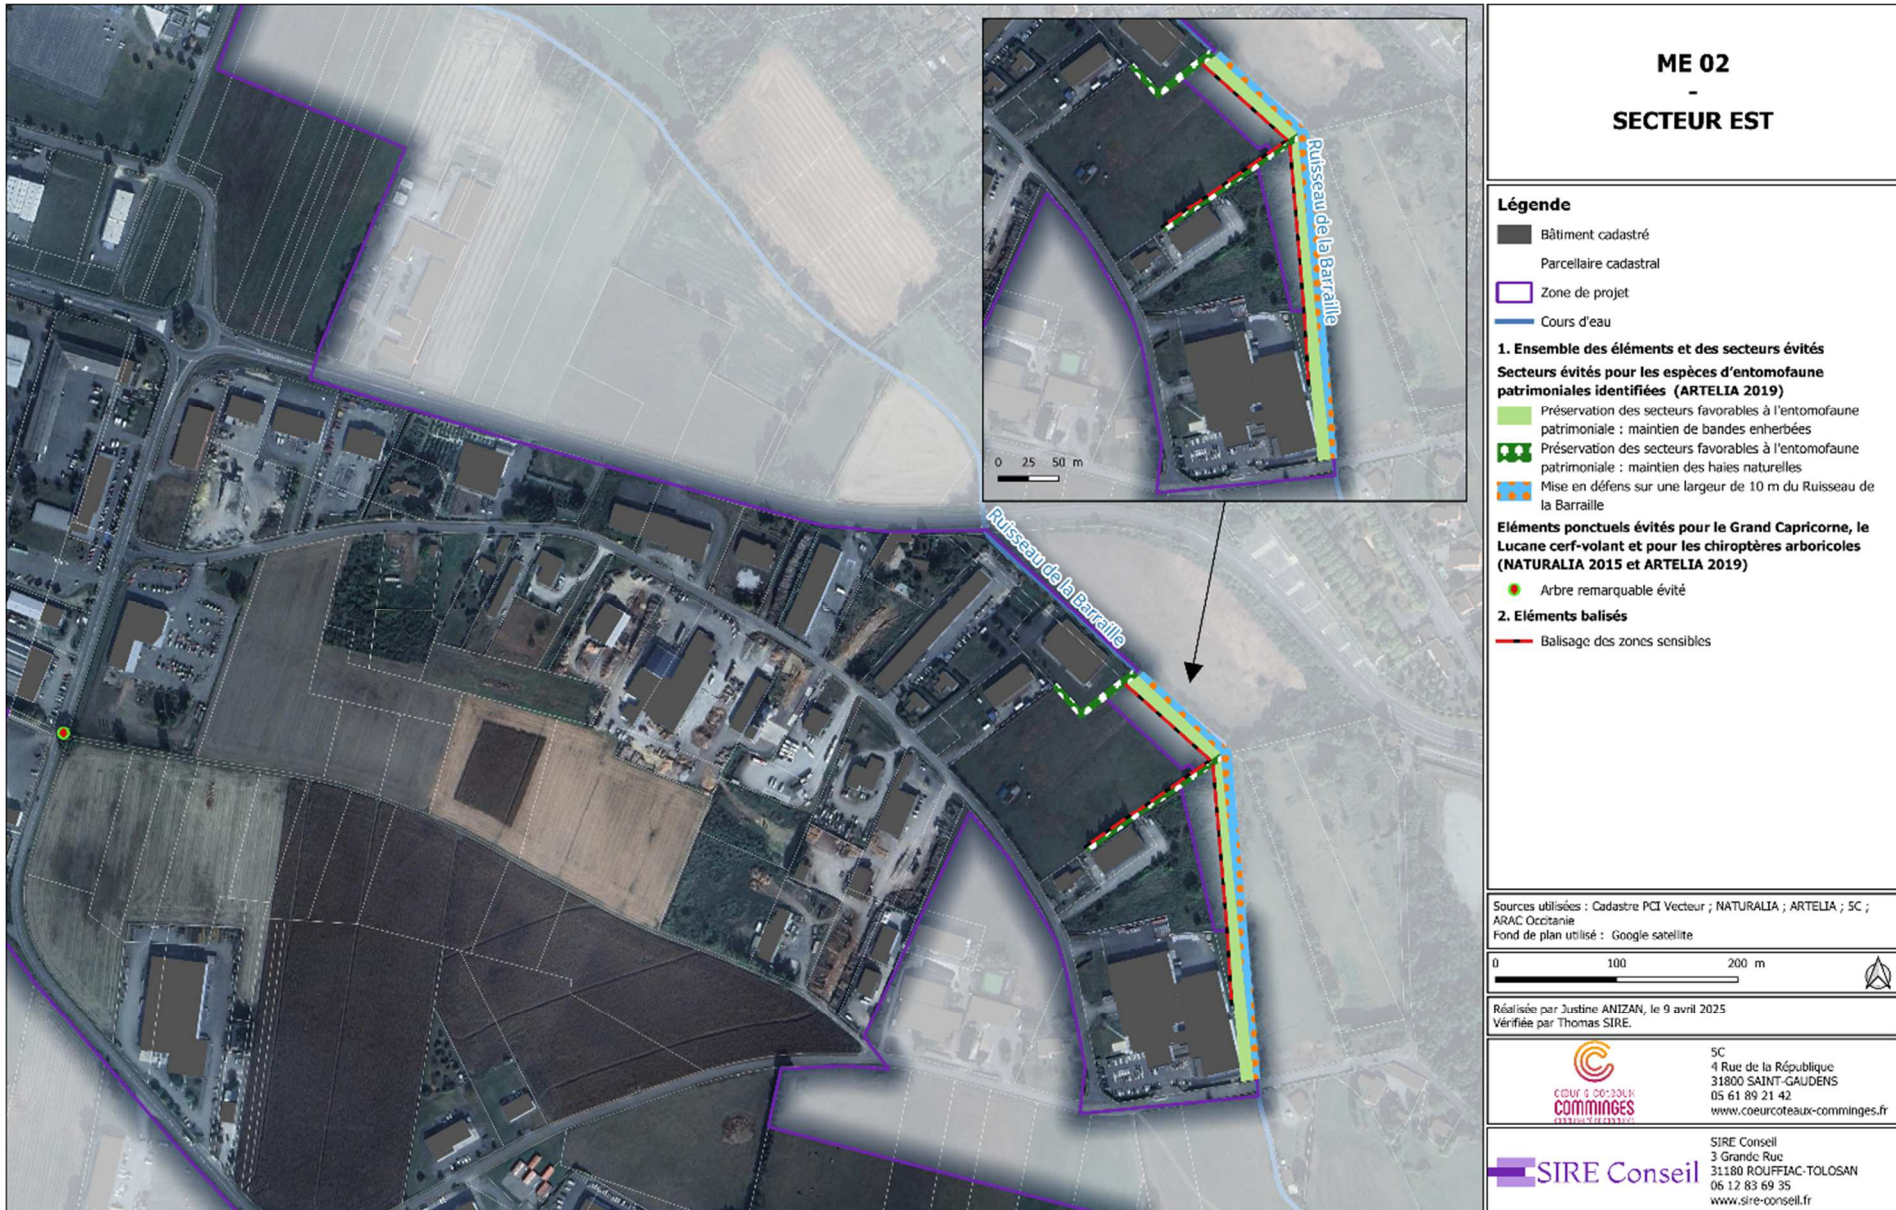 ME 02
-
SECTEUR EST
Légende
Bâtiment cadastré
Parcellaire cadastral
Zone de projet
Cours d'eau
1. Ensemble des éléments et des secteurs évités
Secteurs évités pour les espèces d'entomofaune
patrimoniales identifiées (ARTELIA 2019)
Préservation des secteurs favorables à l'entomofaune
patrimoniale : maintien de bandes enherbées
Préservation des secteurs favorables à l'entomofaune
patrimoniale : maintien des haies naturelles
Mise en défens sur une largeur de 10 m du Ruisseau de
la Barraille
Eléments ponctuels évités pour le Grand Capricorne, le
Lucane cerf-volant et pour les chiroptères arboricoles
(NATURALIA 2015 et ARTELIA 2019)
Arbre remarquable évité
2. Eléments balisés
Balisage des zones sensibles
Sources utilisées : Cadastre PCI Vecteur ; NATURALIA ; ARTELIA ; 5C ;
ARAC Occitanie
Fond de plan utilisé : Google satellite
0 100 200 m
Réalisée par Justine ANIZAN, le 9 avril 2025
Vérifiée par Thomas SIRE.
cœur & coteaux
COMMINGES
5C
4 Rue de la République
31800 SAINT-GAUDENS
05 61 89 21 42
www.coeurcoteaux-comminges.fr
SIRE Conseil
SIRE Conseil
3 Grande Rue
31180 ROUFFIAC-TOLOSAN
06 12 83 69 35
www.sire-conseil.fr
Ruisseau de la Barraille
0 25 50 m
Ruisseau de la Barraille